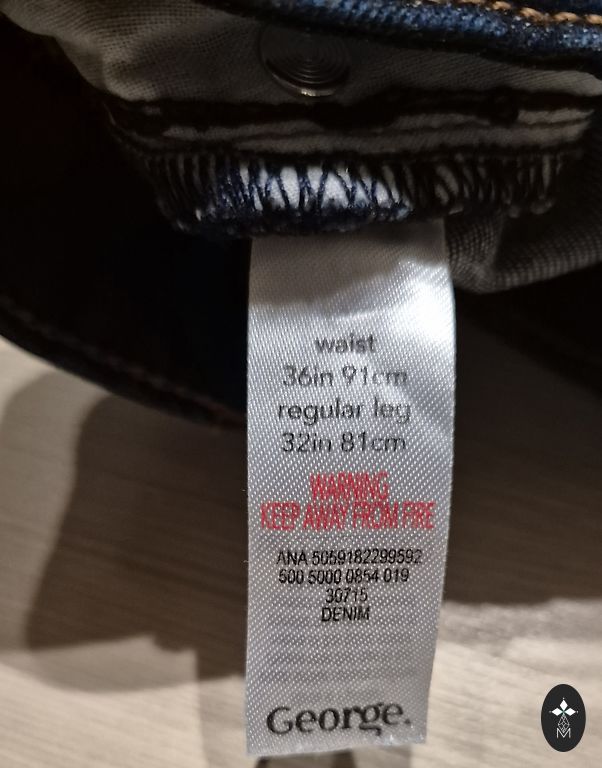 waist
36in 91cm
regular leg
32in 81cm
WARNING
KEEP AWAY FROM FIRE
ANA 5059182299592
500 5000 0854 019
30715
DENIM
George.
M